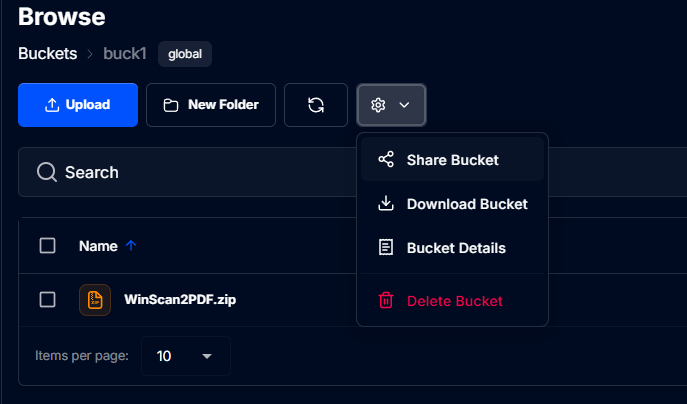 Browse
Buckets > buck1 global
Upload New Folder
Share Bucket
Search
Download Bucket
Name
Bucket Details
ZIP WinScan2PDF.zip
Delete Bucket
Items per page: 10